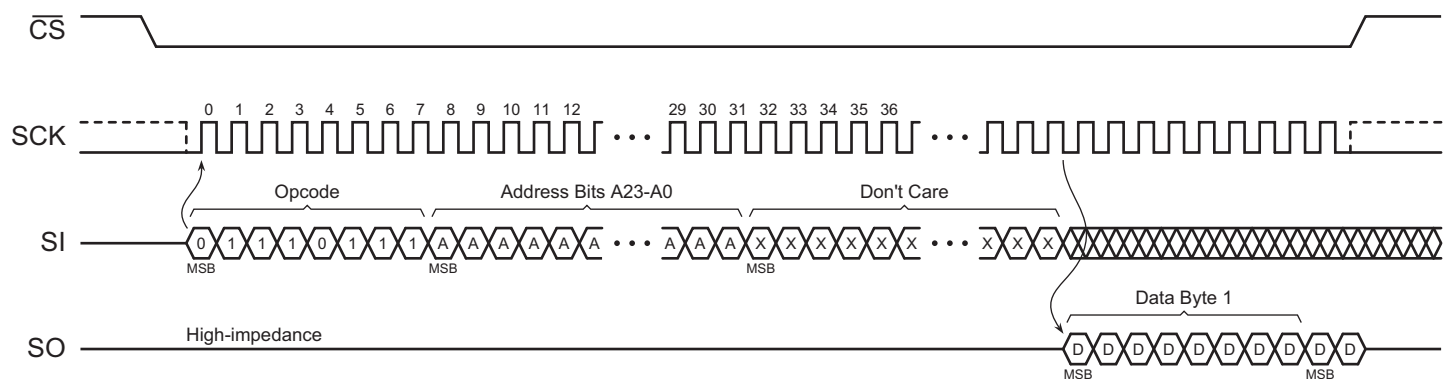 CS
0 1 2 3 4 5 6 7 8 9 10 11 12 29 30 31 32 33 34 35 36
SCK
Opcode Address Bits A23-A0 Don't Care
SI 0 1 1 1 0 1 1 1 A A A A A A A A A X X X X X X X X X
MSB MSB MSB
Data Byte 1
High-impedance
SO D D D D D D D D D D
MSB MSB